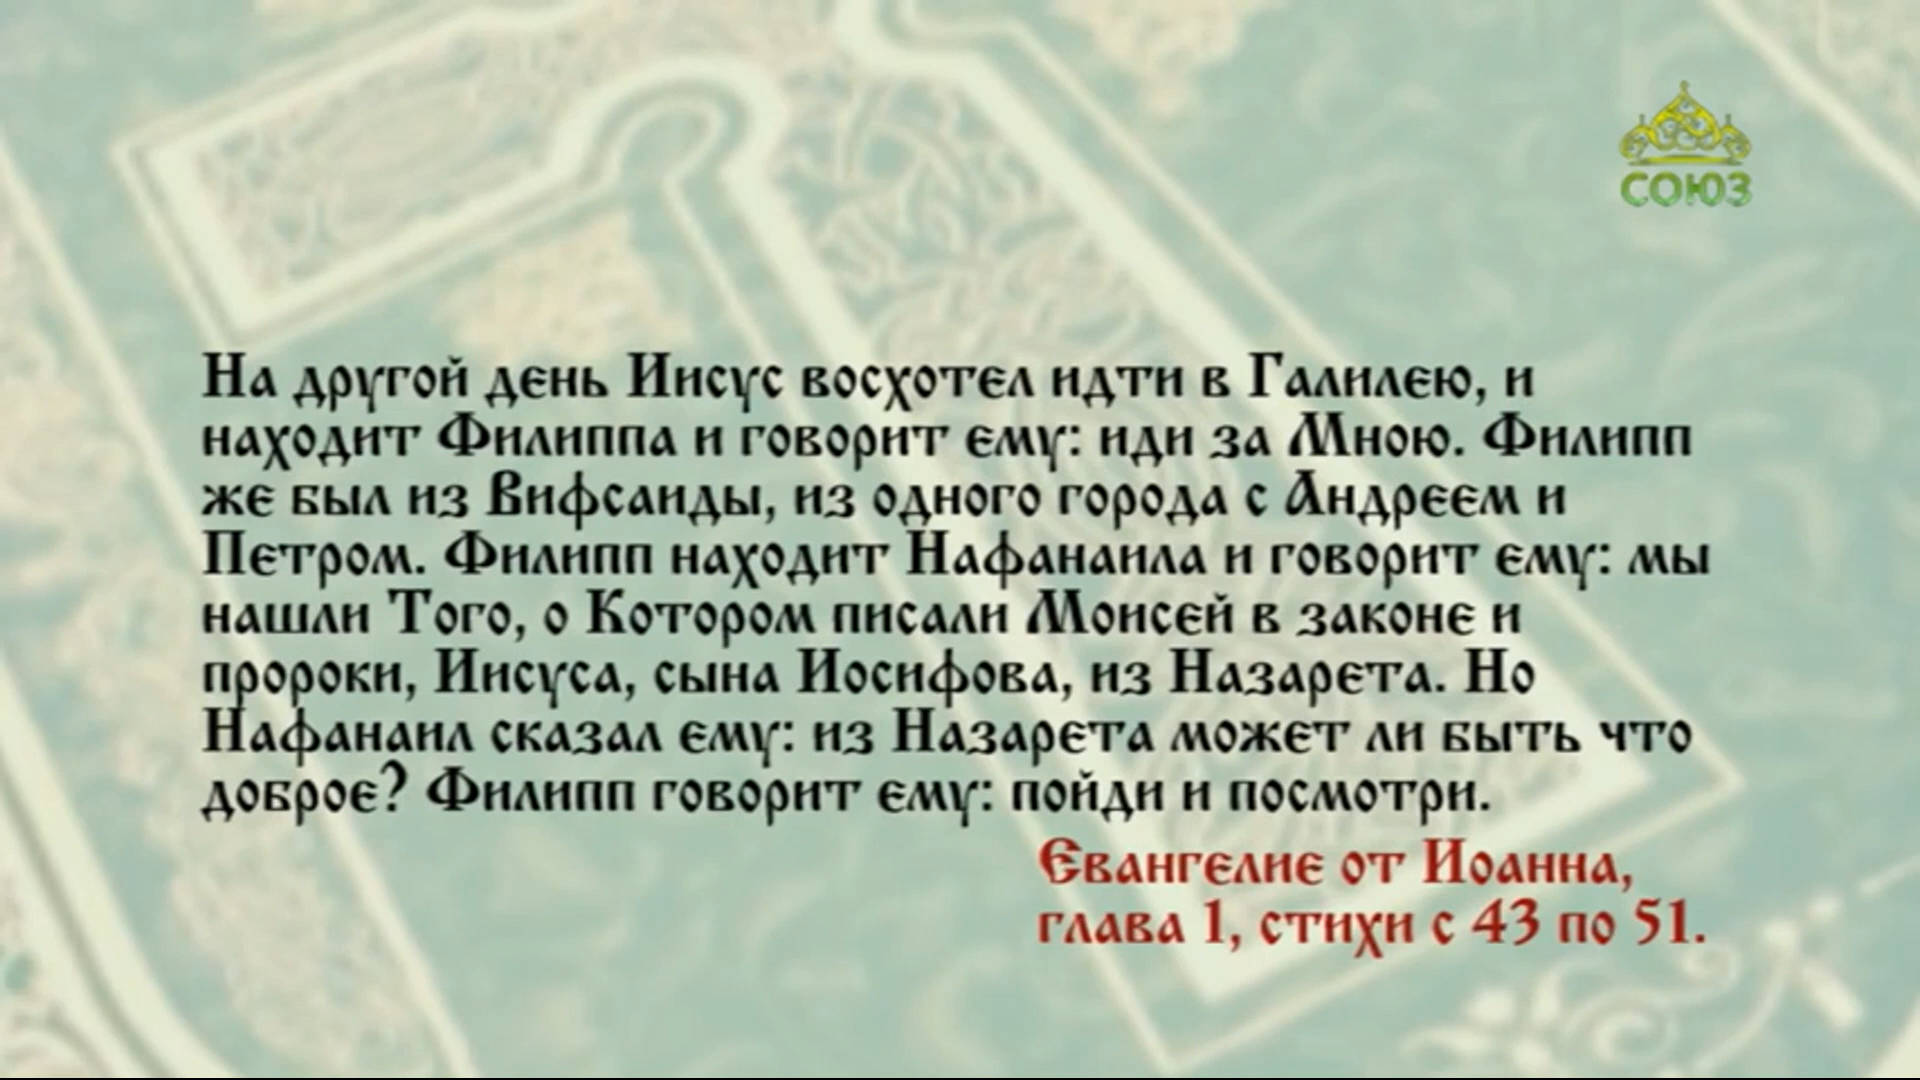 СОЮЗ
На другой день Иисус восхотел идти в Галилею, и
находит Филиппа и говорит ему: иди за Мною. Филипп
же был из Вифсаиды, из одного города с Андреем и
Петром. Филипп находит Нафанаила и говорит ему: мы
нашли Того, о Котором писали Моисей в законе и
пророки, Иисуса, сына Иосифова, из Назарета. Но
Нафанаил сказал ему: из Назарета может ли быть что
доброе? Филипп говорит ему: пойди и посмотри.
Евангелие от Иоанна,
глава 1, стихи с 43 по 51.